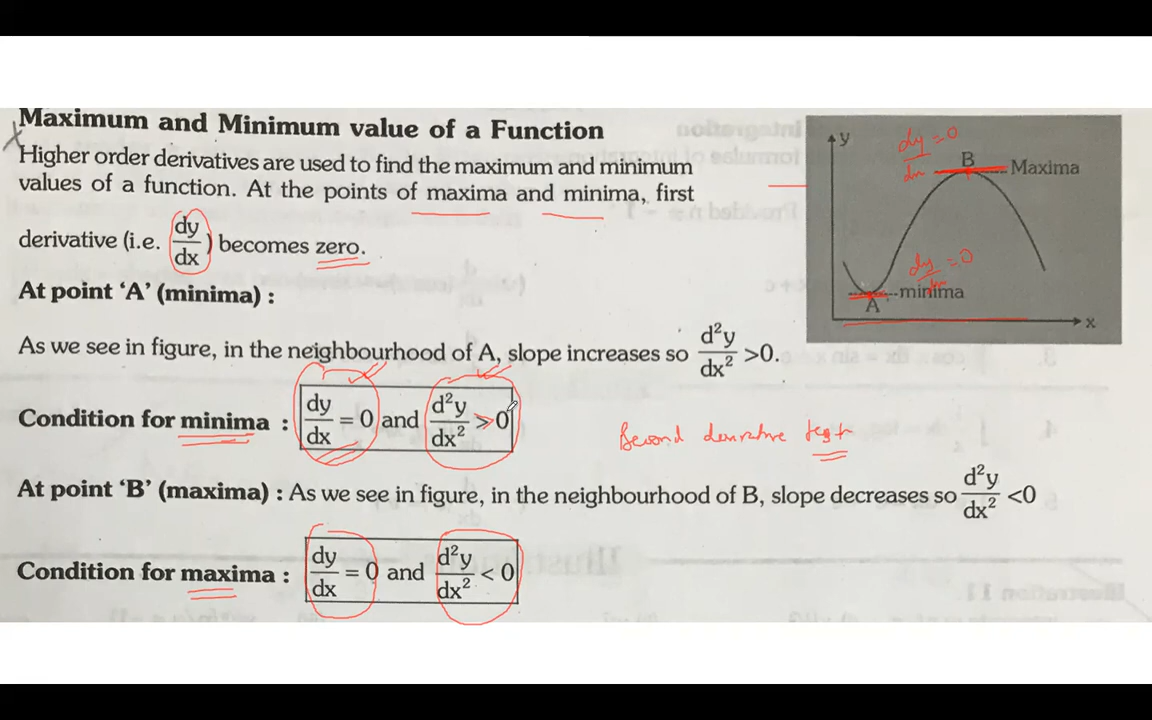 Maximum and Minimum value of a Function
Higher order derivatives are used to find the maximum and minimum
values of a function. At the points of maxima and minima, first
derivative (i.e. dy/dx) becomes zero.
At point ‘A’ (minima) :
As we see in figure, in the neighbourhood of A, slope increases so d²y/dx² >0.
Condition for minima : dy/dx = 0 and d²y/dx² >0
Second derivative test
At point ‘B’ (maxima) : As we see in figure, in the neighbourhood of B, slope decreases so d²y/dx² <0
Condition for maxima : dy/dx = 0 and d²y/dx² < 0
y
dy/dx =0
B
Maxima
dy/dx =0
minima
A
x